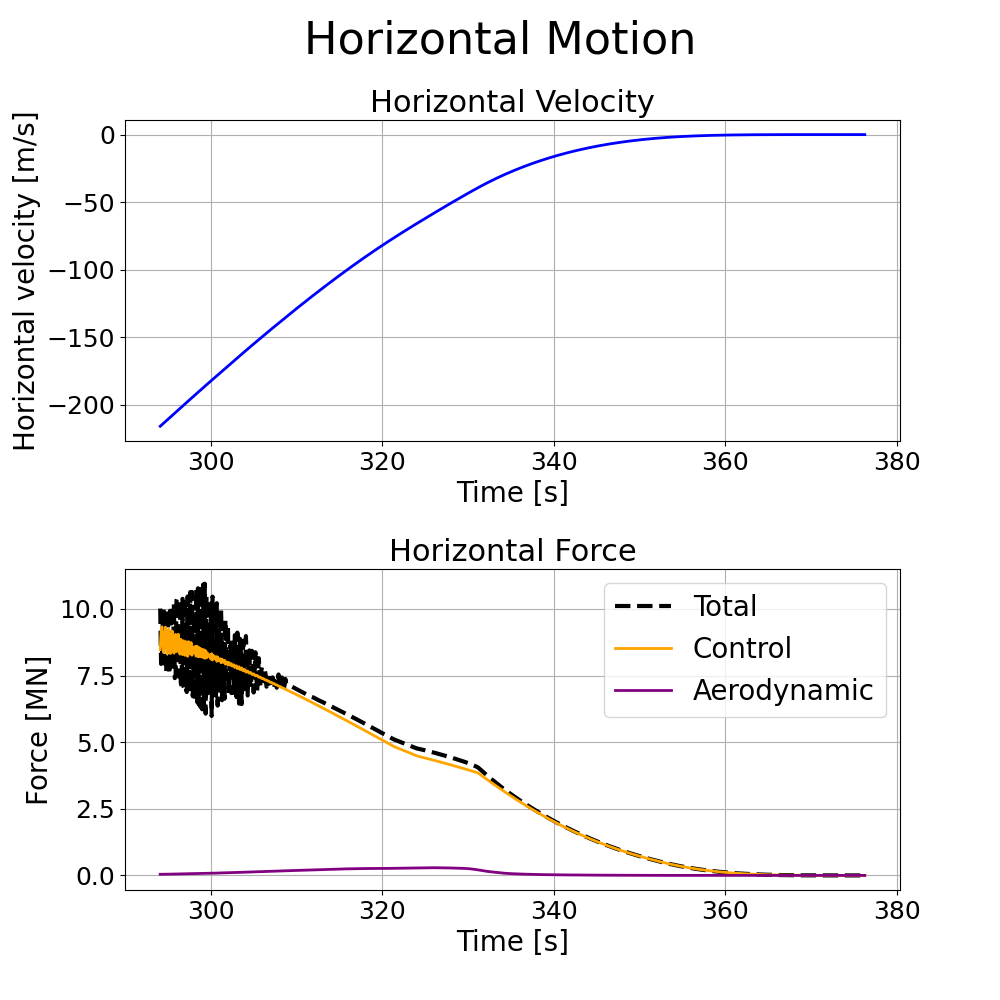 Horizontal Motion
Horizontal Velocity
Horizontal velocity [m/s]
0
−50
−100
−150
−200
300 320 340 360 380
Time [s]
Horizontal Force
Force [MN]
10.0
7.5
5.0
2.5
0.0
Total
Control
Aerodynamic
300 320 340 360 380
Time [s]